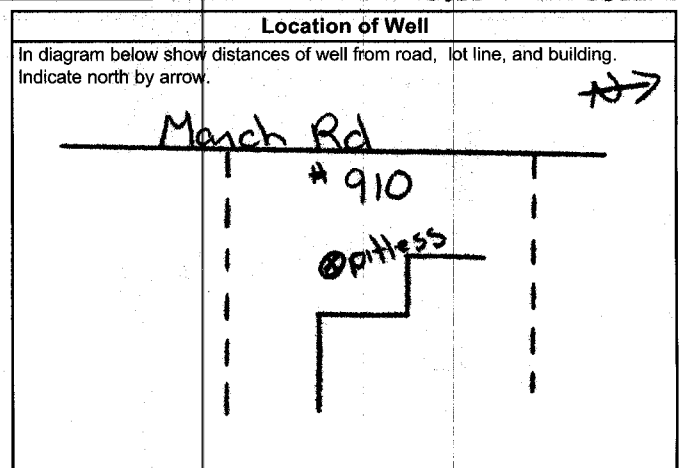 Location of Well
In diagram below show distances of well from road, lot line, and building.
Indicate north by arrow.
N
March Rd
# 910
pitless